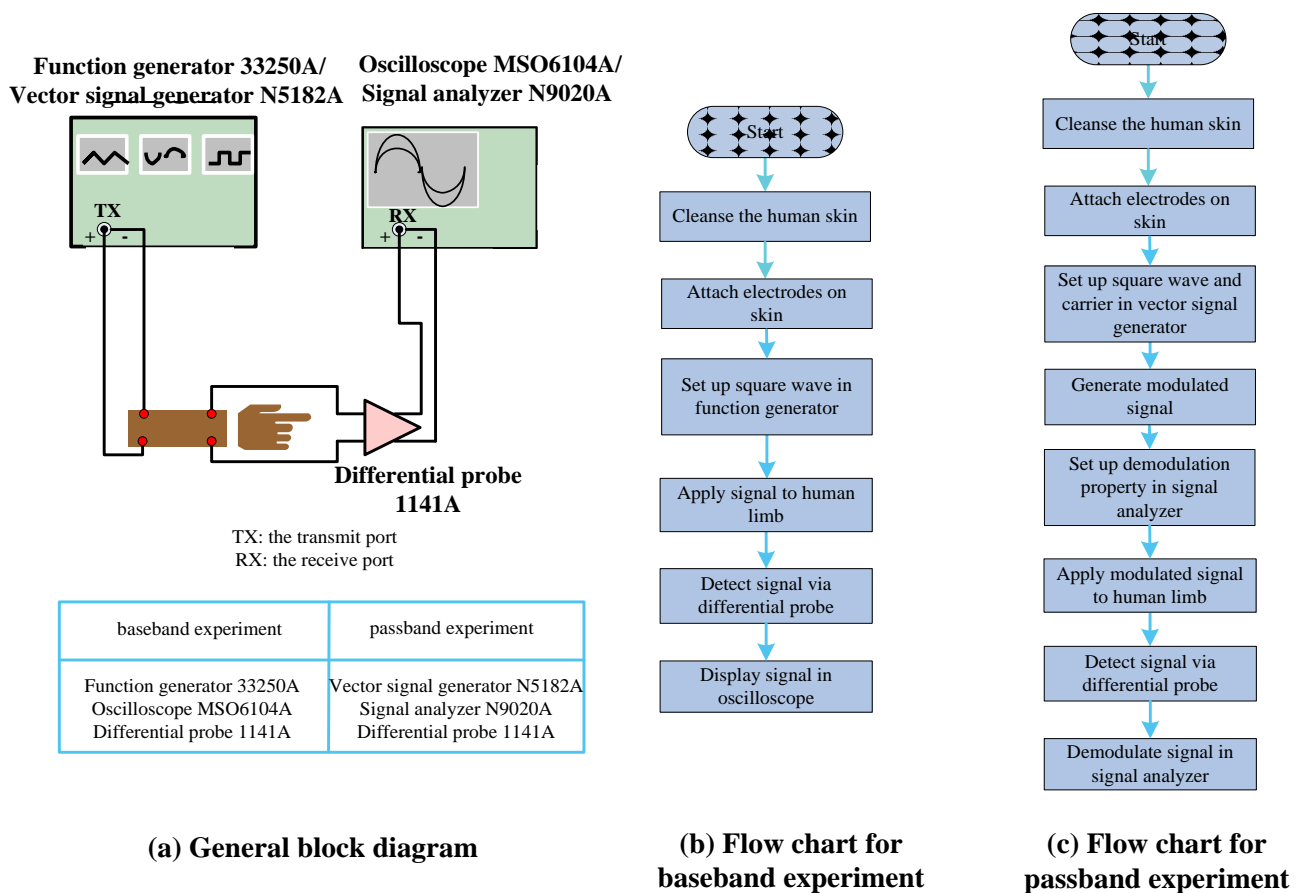 Function generator 33250A/
Vector signal generator N5182A
Oscilloscope MSO6104A/
Signal analyzer N9020A
TX
+ -
RX
+ -
Differential probe
1141A
TX: the transmit port
RX: the receive port
baseband experiment
passband experiment
Function generator 33250A
Oscilloscope MSO6104A
Differential probe 1141A
Vector signal generator N5182A
Signal analyzer N9020A
Differential probe 1141A
(a) General block diagram
Start
Cleanse the human skin
Attach electrodes on
skin
Set up square wave in
function generator
Apply signal to human
limb
Detect signal via
differential probe
Display signal in
oscilloscope
(b) Flow chart for
baseband experiment
Start
Cleanse the human skin
Attach electrodes on
skin
Set up square wave and
carrier in vector signal
generator
Generate modulated
signal
Set up demodulation
property in signal
analyzer
Apply modulated signal
to human limb
Detect signal via
differential probe
Demodulate signal in
signal analyzer
(c) Flow chart for
passband experiment